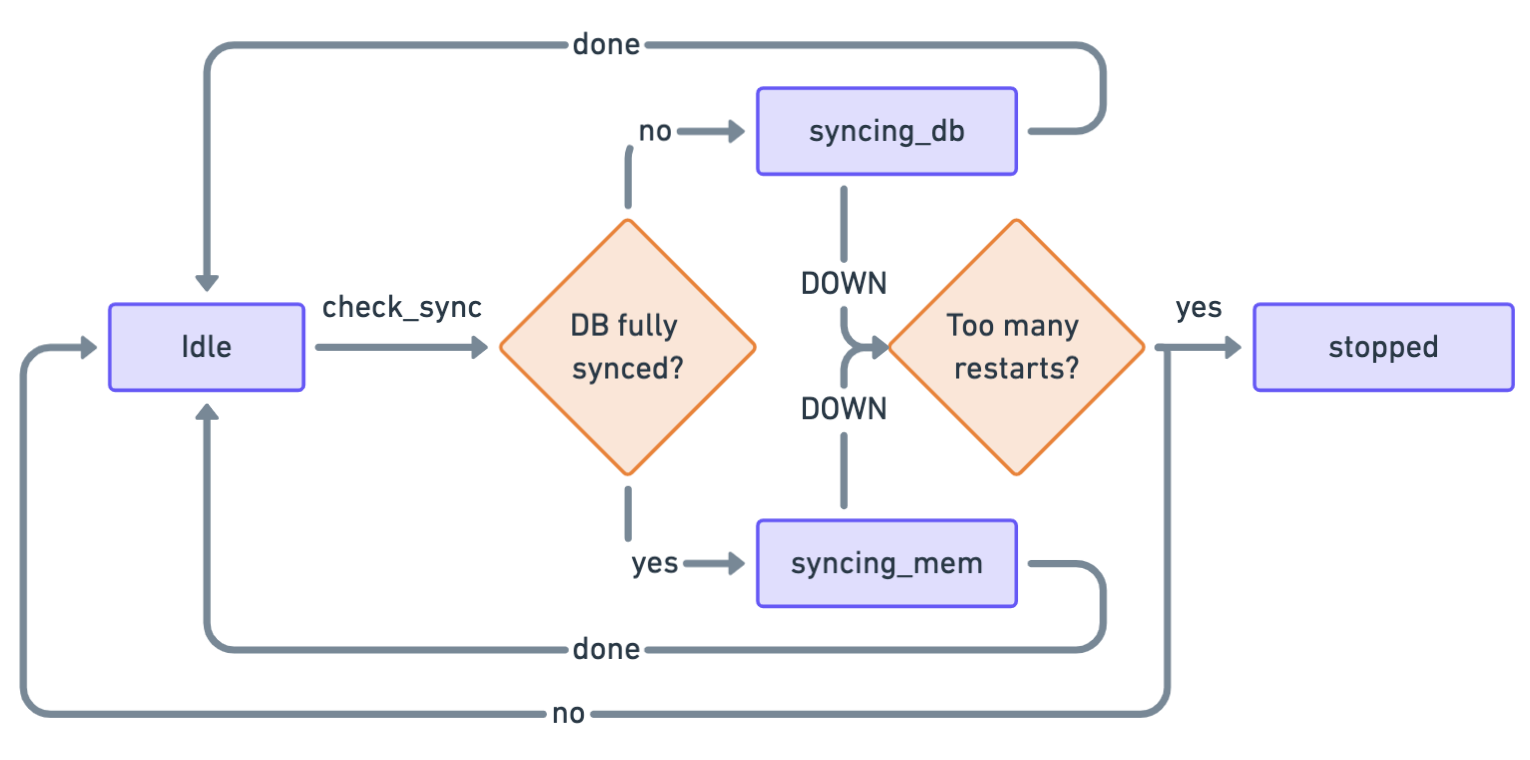 done
no
syncing_db
DOWN
check_sync
yes
Idle
DB fully
synced?
Too many
restarts?
stopped
DOWN
yes
syncing_mem
done
no